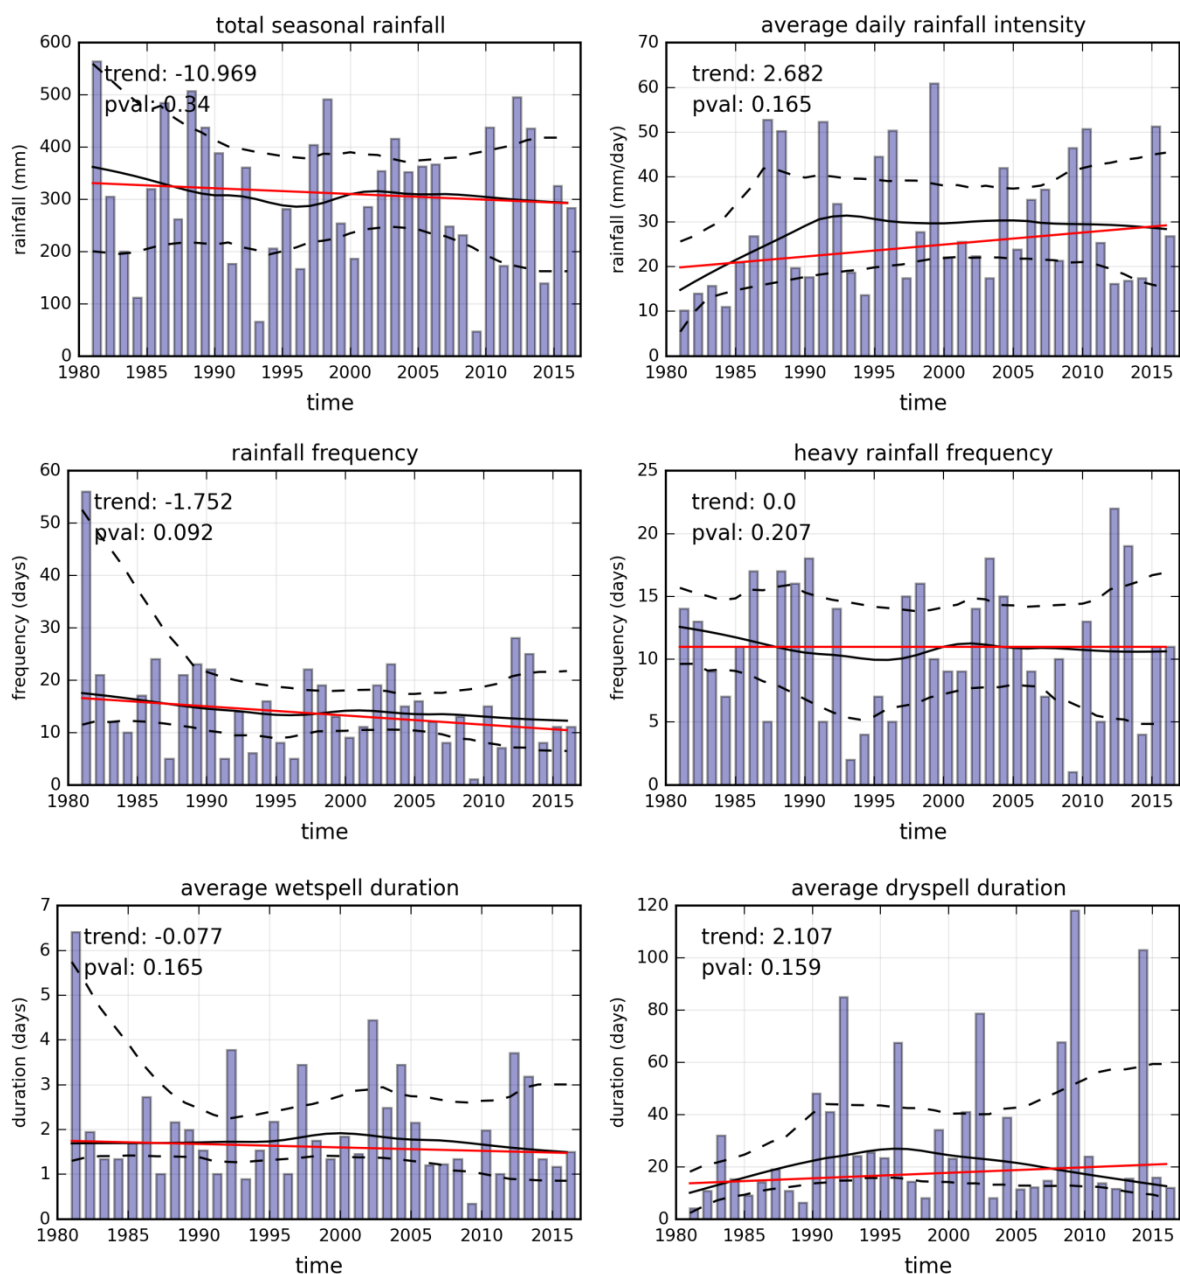 total seasonal rainfall
trend: -10.969
pval: 0.34
rainfall (mm)
600
500
400
300
200
100
0
1980 1985 1990 1995 2000 2005 2010 2015
time
average daily rainfall intensity
trend: 2.682
pval: 0.165
rainfall (mm/day)
70
60
50
40
30
20
10
0
1980 1985 1990 1995 2000 2005 2010 2015
time
rainfall frequency
trend: -1.752
pval: 0.092
frequency (days)
60
50
40
30
20
10
0
1980 1985 1990 1995 2000 2005 2010 2015
time
heavy rainfall frequency
trend: 0.0
pval: 0.207
frequency (days)
25
20
15
10
5
0
1980 1985 1990 1995 2000 2005 2010 2015
time
average wetspell duration
trend: -0.077
pval: 0.165
duration (days)
7
6
5
4
3
2
1
0
1980 1985 1990 1995 2000 2005 2010 2015
time
average dryspell duration
trend: 2.107
pval: 0.159
duration (days)
120
100
80
60
40
20
0
1980 1985 1990 1995 2000 2005 2010 2015
time